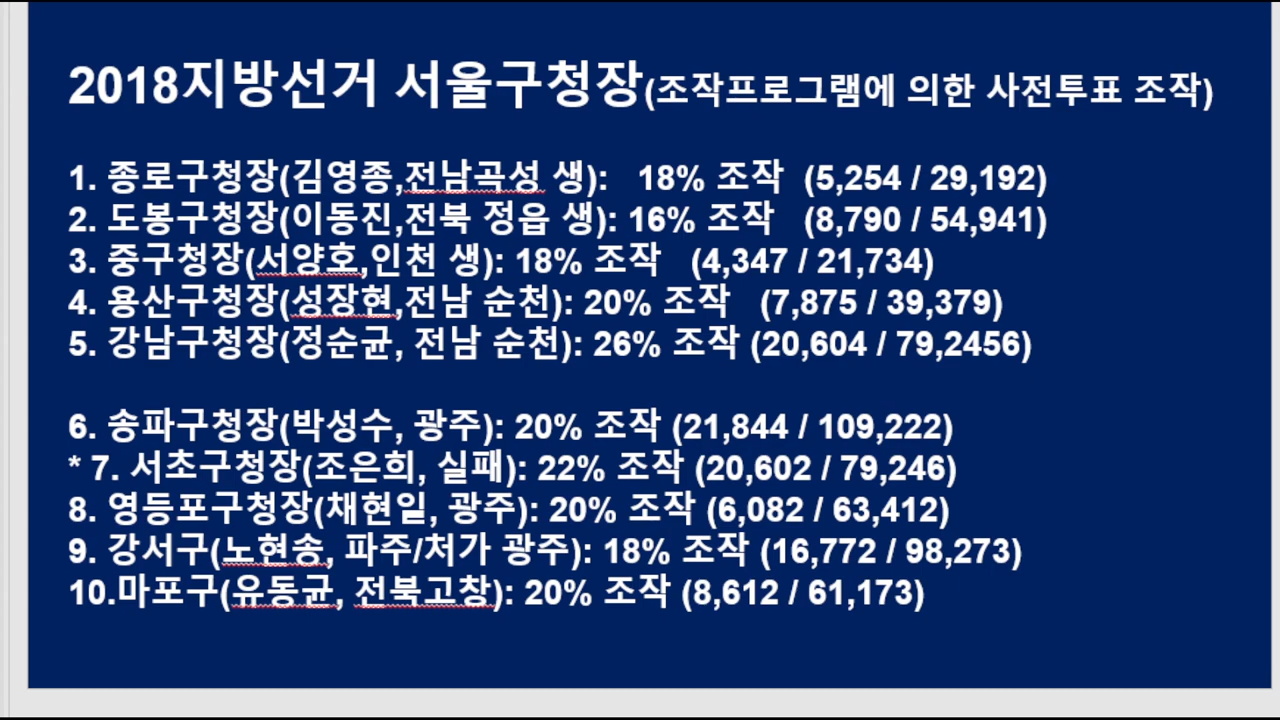 2018지방선거 서울구청장(조작프로그램에 의한 사전투표 조작)
1. 종로구청장(김영종,전남곡성 생): 18% 조작 (5,254 / 29,192)
2. 도봉구청장(이동진,전북 정읍 생): 16% 조작 (8,790 / 54,941)
3. 중구청장(서양호,인천 생): 18% 조작 (4,347 / 21,734)
4. 용산구청장(성장현,전남 순천): 20% 조작 (7,875 / 39,379)
5. 강남구청장(정순균, 전남 순천): 26% 조작 (20,604 / 79,2456)
6. 송파구청장(박성수, 광주): 20% 조작 (21,844 / 109,222)
* 7. 서초구청장(조은희, 실패): 22% 조작 (20,602 / 79,246)
8. 영등포구청장(채현일, 광주): 20% 조작 (6,082 / 63,412)
9. 강서구(노현송, 파주/처가 광주): 18% 조작 (16,772 / 98,273)
10.마포구(유동균, 전북고창): 20% 조작 (8,612 / 61,173)